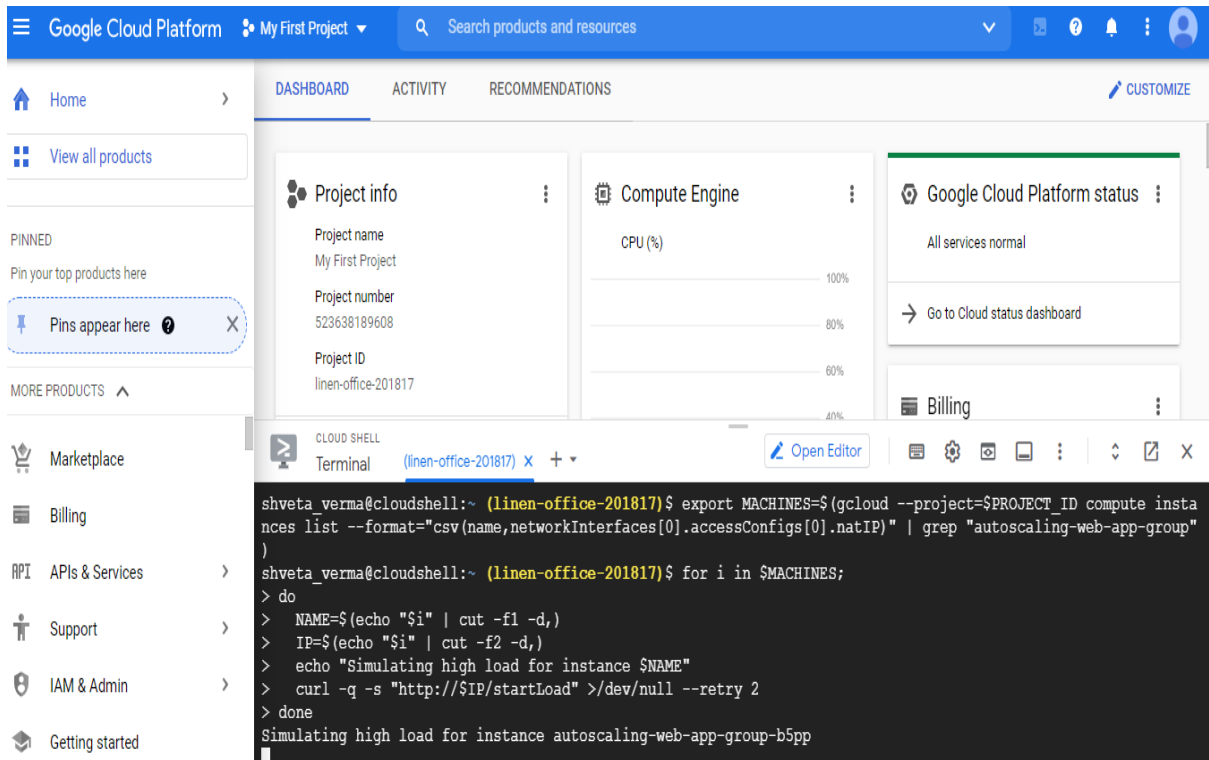 Google Cloud Platform
My First Project
Search products and resources
Home
View all products
PINNED
Pin your top products here
Pins appear here
MORE PRODUCTS
Marketplace
Billing
API APIs & Services
Support
IAM & Admin
Getting started
DASHBOARD ACTIVITY RECOMMENDATIONS
CUSTOMIZE
Project info
Project name
My First Project
Project number
523638189608
Project ID
linen-office-201817
Compute Engine
CPU (%)
100%
80%
60%
40%
Google Cloud Platform status
All services normal
Go to Cloud status dashboard
Billing
CLOUD SHELL
Terminal
(linen-office-201817)
Open Editor
shveta_verma@cloudshell:~ (linen-office-201817)$ export MACHINES=$(gcloud --project=$PROJECT_ID compute insta
nces list --format="csv(name,networkInterfaces[0].accessConfigs[0].natIP)" | grep "autoscaling-web-app-group"
)
shveta_verma@cloudshell:~ (linen-office-201817)$ for i in $MACHINES;
> do
>   NAME=$(echo "$i" | cut -f1 -d,)
>   IP=$(echo "$i" | cut -f2 -d,)
>   echo "Simulating high load for instance $NAME"
>   curl -q -s "http://$IP/startLoad" >/dev/null --retry 2
> done
Simulating high load for instance autoscaling-web-app-group-b5pp